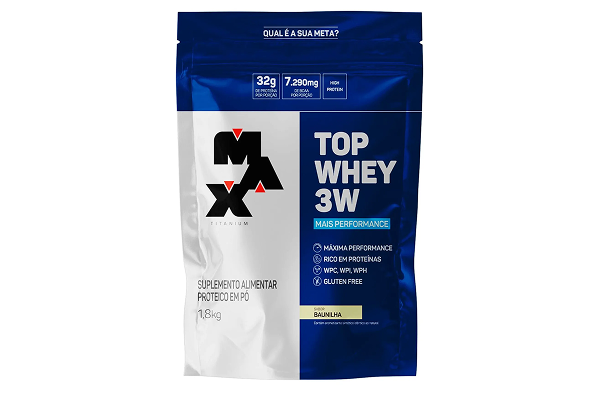 QUAL É A SUA META?
32g
DE PROTEÍNA
POR PORÇÃO
7.290mg
DE BCAA
POR PORÇÃO
HIGH
PROTEIN
MAX
TITANIUM
TOP
WHEY
3W
MAIS PERFORMANCE
MÁXIMA PERFORMANCE
RICO EM PROTEÍNAS
WPC, WPI, WPH
GLUTEN FREE
SUPLEMENTO ALIMENTAR
PROTEICO EM PÓ
1,8kg
SABOR
BAUNILHA